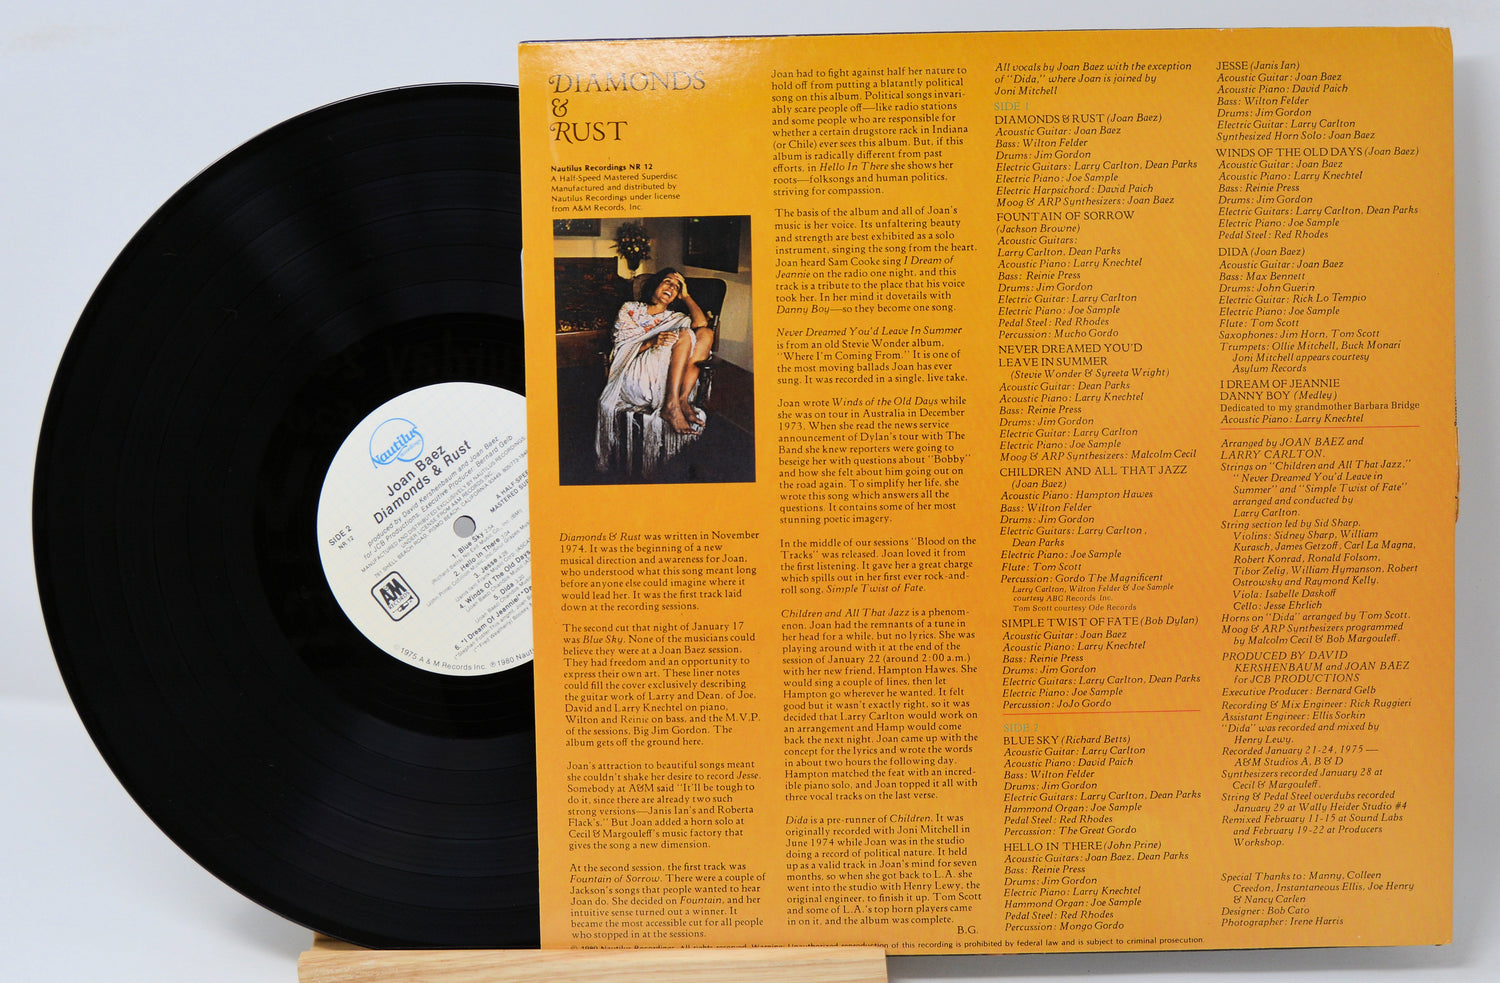 Nautilus
Joan Baez
Diamonds & Rust
produced by David Kershenbaum and Joan Baez
for JCB Productions. Executive Producer: Bernard Gelb
SIDE 2
NR 12
1. Blue Sky
2. Hello In There
3. Jesse
4. Winds Of The Old Days
5. Dida
6. "I Dream Of Jeannie
A&M
RECORDS
© 1975 A & M Records Inc. ℗ 1980
DIAMONDS
&
RUST
Nautilus Recordings NR 12
A Half-Speed Mastered Superdisc
Manufactured and distributed by
Nautilus Recordings under license
from A&M Records, Inc.
Diamonds & Rust was written in November
1974. It was the beginning of a new
musical direction and awareness for Joan,
who understood what this song meant long
before anyone else could imagine where it
would lead her. It was the first track laid
down at the recording sessions.
The second cut that night of January 17
was Blue Sky. None of the musicians could
believe they were at a Joan Baez session.
They had freedom and an opportunity to
express their own art. These liner notes
could fill the cover exclusively describing
the guitar work of Larry and Dean, of Joe,
David and Larry Knechtel on piano,
Wilton and Reinie on bass, and the M.V.P.
of the sessions, Big Jim Gordon. The
album gets off the ground here.
Joan's attraction to beautiful songs meant
she couldn't shake her desire to record Jesse.
Somebody at A&M said "It'll be tough to
do it, since there are already two such
strong versions—Janis Ian's and Roberta
Flack's." But Joan added a horn solo at
Cecil & Margouleff's music factory that
gives the song a new dimension.
At the second session, the first track was
Fountain of Sorrow. There were a couple of
Jackson's songs that people wanted to hear
Joan do. She decided on Fountain, and her
intuitive sense turned out a winner. It
became the most accessible cut for all people
who stopped in at the sessions.
Joan had to fight against half her nature to
hold off from putting a blatantly political
song on this album. Political songs invari-
ably scare people off—like radio stations
and some people who are responsible for
whether a certain drugstore rack in Indiana
(or Chile) ever sees this album. But, if this
album is radically different from past
efforts, in Hello In There she shows her
roots—folksongs and human politics,
striving for compassion.
The basis of the album and all of Joan's
music is her voice. Its unfaltering beauty
and strength are best exhibited as a solo
instrument, singing the song from the heart.
Joan heard Sam Cooke sing I Dream of
Jeannie on the radio one night, and this
track is a tribute to the place that his voice
took her. In her mind it dovetails with
Danny Boy—so they become one song.
Never Dreamed You'd Leave In Summer
is from an old Stevie Wonder album,
"Where I'm Coming From." It is one of
the most moving ballads Joan has ever
sung. It was recorded in a single, live take.
Joan wrote Winds of the Old Days while
she was on tour in Australia in December
1973. When she read the news service
announcement of Dylan's tour with The
Band she knew reporters were going to
beseige her with questions about "Bobby"
and how she felt about him going out on
the road again. To simplify her life, she
wrote this song which answers all the
questions. It contains some of her most
stunning poetic imagery.
In the middle of our sessions "Blood on the
Tracks" was released. Joan loved it from
the first listening. It gave her a great charge
which spills out in her first ever rock-and-
roll song, Simple Twist of Fate.
Children and All That Jazz is a phenom-
enon. Joan had the remnants of a tune in
her head for a while, but no lyrics. She was
playing around with it at the end of the
session of January 22 (around 2:00 a.m.)
with her new friend, Hampton Hawes. She
would sing a couple of lines, then let
Hampton go wherever he wanted. It felt
good but it wasn't exactly right, so it was
decided that Larry Carlton would work on
an arrangement and Hamp would come
back the next night. Joan came up with the
concept for the lyrics and wrote the words
in about two hours the following day.
Hampton matched the feat with an incred-
ible piano solo, and Joan topped it all with
three vocal tracks on the last verse.
Dida is a pre-runner of Children. It was
originally recorded with Joni Mitchell in
June 1974 while Joan was in the studio
doing a record of political nature. It held
up as a valid track in Joan's mind for seven
months, so when she got back to L.A. she
went into the studio with Henry Lewy, the
original engineer, to finish it up. Tom Scott
and some of L.A.'s top horn players came
in on it, and the album was complete.
B.G.
All vocals by Joan Baez with the exception
of "Dida," where Joan is joined by
Joni Mitchell
SIDE 1
DIAMONDS & RUST (Joan Baez)
Acoustic Guitar: Joan Baez
Bass: Wilton Felder
Drums: Jim Gordon
Electric Guitars: Larry Carlton, Dean Parks
Electric Piano: Joe Sample
Electric Harpsichord: David Paich
Moog & ARP Synthesizers: Joan Baez
FOUNTAIN OF SORROW
(Jackson Browne)
Acoustic Guitars:
Larry Carlton, Dean Parks
Acoustic Piano: Larry Knechtel
Bass: Reinie Press
Drums: Jim Gordon
Electric Guitar: Larry Carlton
Electric Piano: Joe Sample
Pedal Steel: Red Rhodes
Percussion: Mucho Gordo
NEVER DREAMED YOU'D
LEAVE IN SUMMER
(Stevie Wonder & Syreeta Wright)
Acoustic Guitar: Dean Parks
Acoustic Piano: Larry Knechtel
Bass: Reinie Press
Drums: Jim Gordon
Electric Guitar: Larry Carlton
Electric Piano: Joe Sample
Moog & ARP Synthesizers: Malcolm Cecil
CHILDREN AND ALL THAT JAZZ
(Joan Baez)
Acoustic Piano: Hampton Hawes
Bass: Wilton Felder
Drums: Jim Gordon
Electric Guitars: Larry Carlton,
Dean Parks
Electric Piano: Joe Sample
Flute: Tom Scott
Percussion: Gordo The Magnificent
Larry Carlton, Wilton Felder & Joe Sample
courtesy ABC Records Inc.
Tom Scott courtesy Ode Records
SIMPLE TWIST OF FATE (Bob Dylan)
Acoustic Guitar: Joan Baez
Acoustic Piano: Larry Knechtel
Bass: Reinie Press
Drums: Jim Gordon
Electric Guitars: Larry Carlton, Dean Parks
Electric Piano: Joe Sample
Percussion: JoJo Gordo
SIDE 2
BLUE SKY (Richard Betts)
Acoustic Guitar: Larry Carlton
Acoustic Piano: David Paich
Bass: Wilton Felder
Drums: Jim Gordon
Electric Guitars: Larry Carlton, Dean Parks
Hammond Organ: Joe Sample
Pedal Steel: Red Rhodes
Percussion: The Great Gordo
HELLO IN THERE (John Prine)
Acoustic Guitars: Joan Baez, Dean Parks
Bass: Reinie Press
Drums: Jim Gordon
Electric Piano: Larry Knechtel
Hammond Organ: Joe Sample
Pedal Steel: Red Rhodes
Percussion: Mongo Gordo
JESSE (Janis Ian)
Acoustic Guitar: Joan Baez
Acoustic Piano: David Paich
Bass: Wilton Felder
Drums: Jim Gordon
Electric Guitar: Larry Carlton
Synthesized Horn Solo: Joan Baez
WINDS OF THE OLD DAYS (Joan Baez)
Acoustic Guitar: Joan Baez
Acoustic Piano: Larry Knechtel
Bass: Reinie Press
Drums: Jim Gordon
Electric Guitars: Larry Carlton, Dean Parks
Electric Piano: Joe Sample
Pedal Steel: Red Rhodes
DIDA (Joan Baez)
Acoustic Guitar: Joan Baez
Bass: Max Bennett
Drums: John Guerin
Electric Guitar: Rick Lo Tempio
Electric Piano: Joe Sample
Flute: Tom Scott
Saxophones: Jim Horn, Tom Scott
Trumpets: Ollie Mitchell, Buck Monari
Joni Mitchell appears courtesy
Asylum Records
I DREAM OF JEANNIE
DANNY BOY (Medley)
Dedicated to my grandmother Barbara Bridge
Acoustic Piano: Larry Knechtel
Arranged by JOAN BAEZ and
LARRY CARLTON.
Strings on "Children and All That Jazz,"
"Never Dreamed You'd Leave in
Summer" and "Simple Twist of Fate"
arranged and conducted by
Larry Carlton.
String section led by Sid Sharp.
Violins: Sidney Sharp, William
Kurasch, James Getzoff, Carl La Magna,
Robert Konrad, Ronald Folsom,
Tibor Zelig, William Hymanson, Robert
Ostrowsky and Raymond Kelly.
Viola: Isabelle Daskoff
Cello: Jesse Ehrlich
Horns on "Dida" arranged by Tom Scott.
Moog & ARP Synthesizers programmed
by Malcolm Cecil & Bob Margouleff.
PRODUCED BY DAVID
KERSHENBAUM and JOAN BAEZ
for JCB PRODUCTIONS
Executive Producer: Bernard Gelb
Recording & Mix Engineer: Rick Ruggieri
Assistant Engineer: Ellis Sorkin
"Dida" was recorded and mixed by
Henry Lewy.
Recorded January 21-24, 1975 —
A&M Studios A, B & D
Synthesizers recorded January 28 at
Cecil & Margouleff.
String & Pedal Steel overdubs recorded
January 29 at Wally Heider Studio #4
Remixed February 11-15 at Sound Labs
and February 19-22 at Producers
Workshop.
Special Thanks to: Manny, Colleen
Creedon, Instantaneous Ellis, Joe Henry
& Nancy Carlen
Designer: Bob Cato
Photographer: Irene Harris
© 1980 Nautilus Recordings. All rights reserved. Warning: Unauthorized reproduction of this recording is prohibited by federal law and is subject to criminal prosecution.